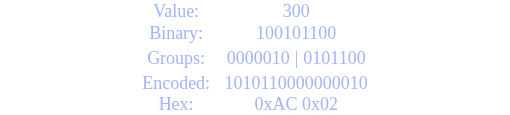 Value: 300
Binary: 100101100
Groups: 0000010 | 0101100
Encoded: 1010110000000010
Hex: 0xAC 0x02